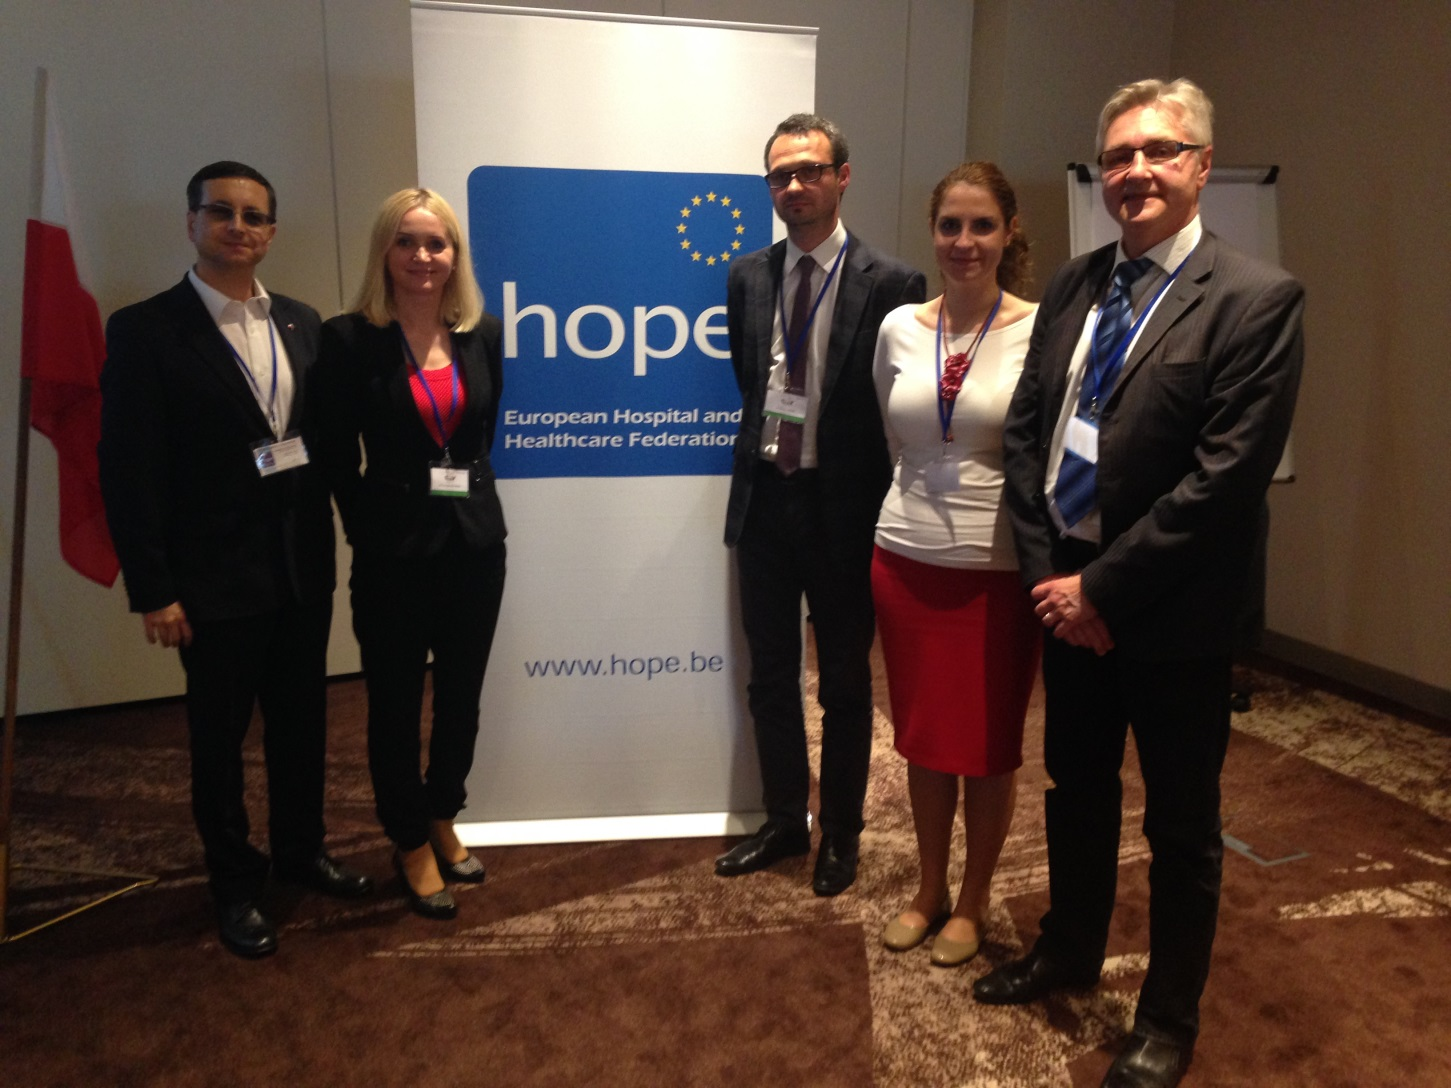 hope
European Hospital and
Healthcare Federation
www.hope.be